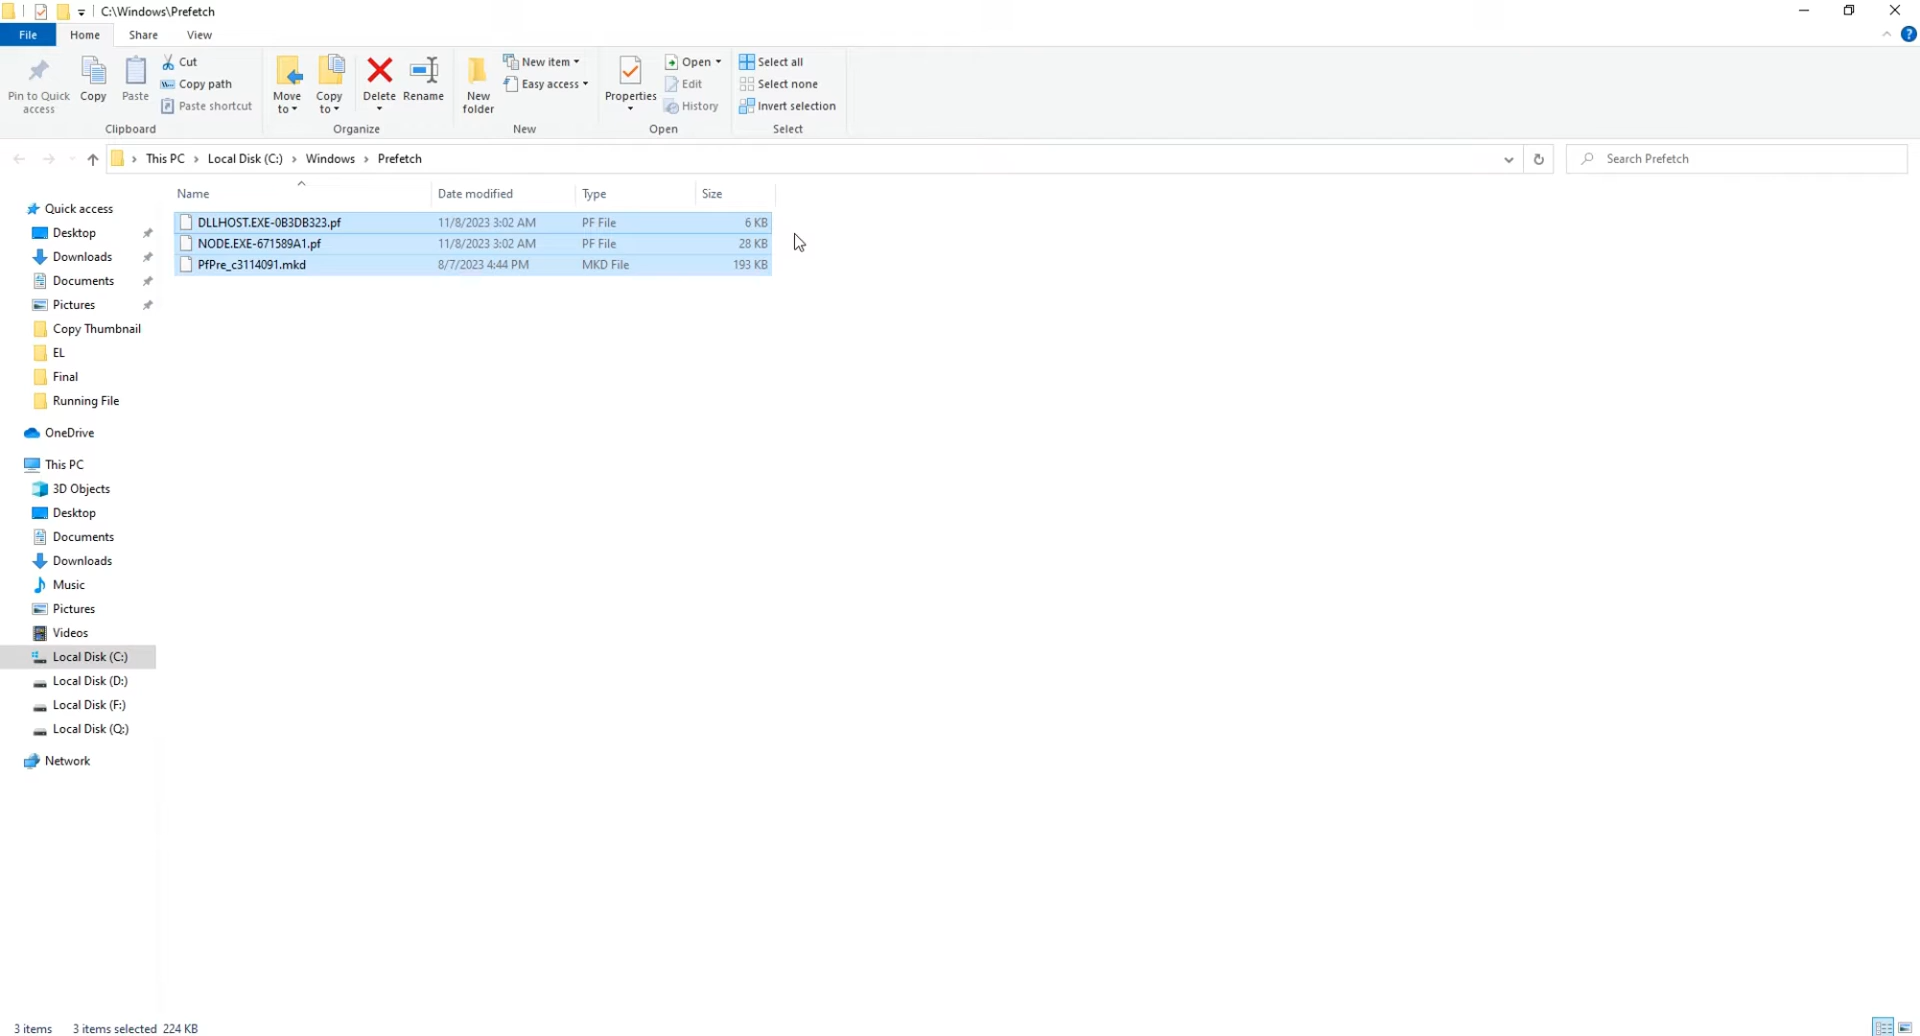 C:\Windows\Prefetch
File Home Share View
Pin to Quick access
Copy
Paste
Cut
Copy path
Paste shortcut
Clipboard
Move to
Copy to
Delete
Rename
Organize
New folder
New item
Easy access
New
Properties
Open
Edit
History
Open
Select all
Select none
Invert selection
Select
This PC Local Disk (C:) Windows Prefetch
Search Prefetch
Name Date modified Type Size
DLLHOST.EXE-0B3DB323.pf 11/8/2023 3:02 AM PF File 6 KB
NODE.EXE-671589A1.pf 11/8/2023 3:02 AM PF File 28 KB
PfPre_c3114091.mkd 8/7/2023 4:44 PM MKD File 193 KB
Quick access
Desktop
Downloads
Documents
Pictures
Copy Thumbnail
EL
Final
Running File
OneDrive
This PC
3D Objects
Desktop
Documents
Downloads
Music
Pictures
Videos
Local Disk (C:)
Local Disk (D:)
Local Disk (F:)
Local Disk (Q:)
Network
3 items 3 items selected 224 KB